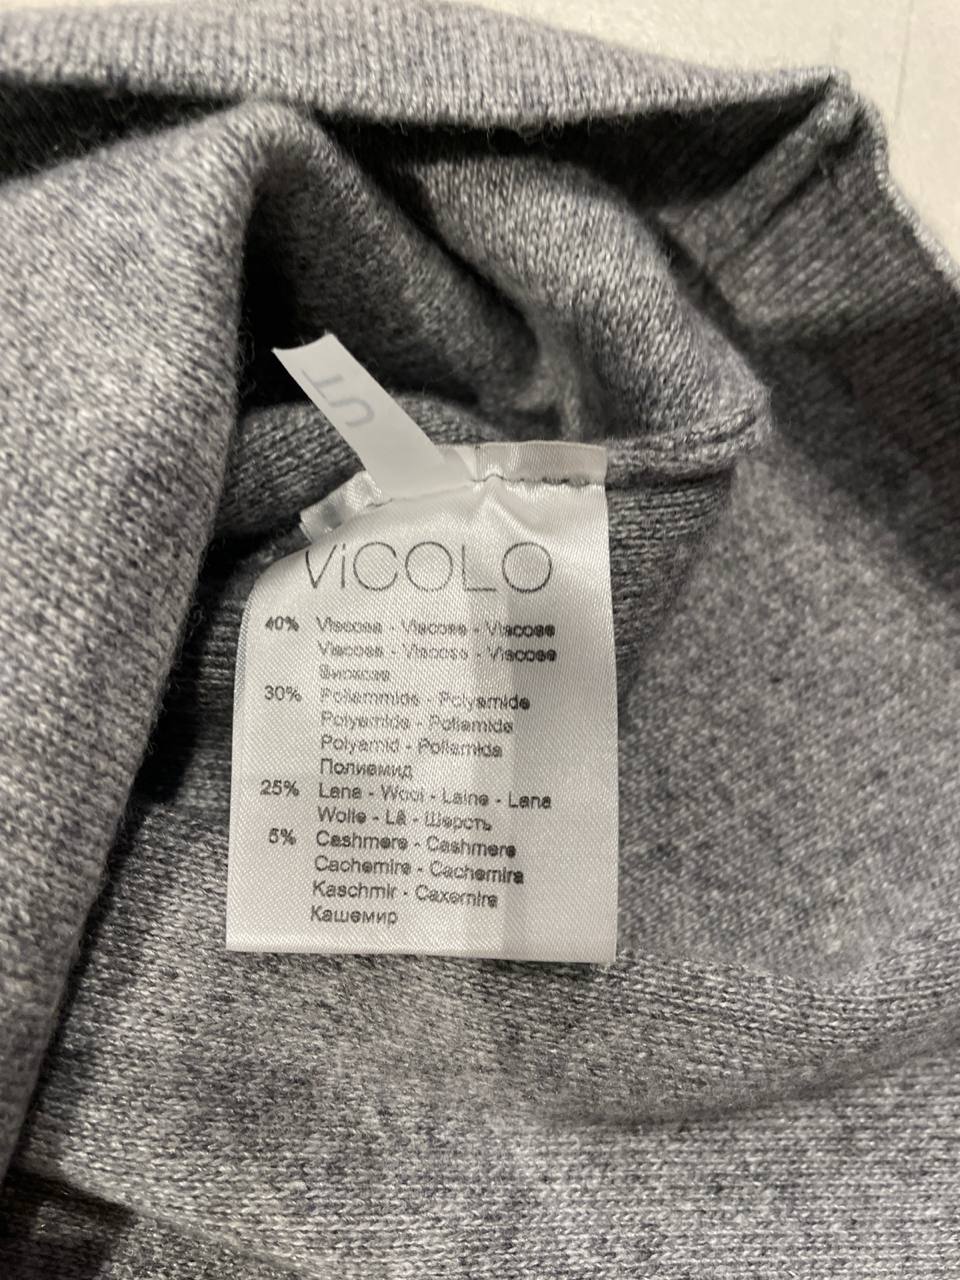 UT
ViCOLO
40% Viscosa - Viscose - Viscose
Viscosa - Viscose - Viscose
Вискоза
30% Poliammide - Polyamide
Polyamide - Poliamida
Polyamid - Poliamida
Полиамид
25% Lana - Wool - Laine - Lana
Wolle - LÃ - Шерсть
5% Cashmere - Cashmere
Cachemire - Cachemira
Kaschmir - Caxemira
Кашемир